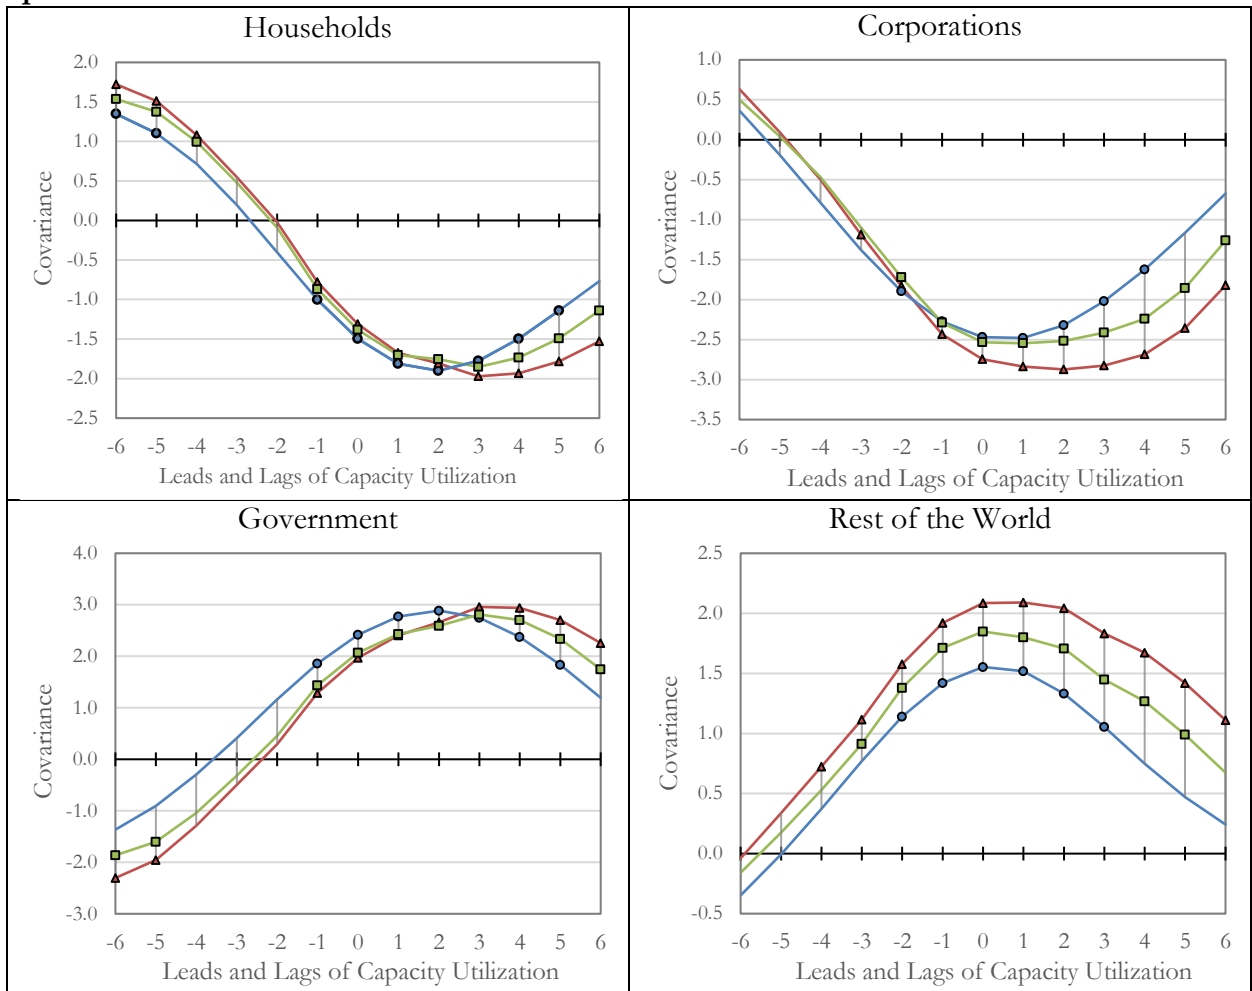 Households
2.0
1.5
1.0
0.5
0.0
-0.5
-1.0
-1.5
-2.0
-2.5
Covariance
-6 -5 -4 -3 -2 -1 0 1 2 3 4 5 6
Leads and Lags of Capacity Utilization
Corporations
1.0
0.5
0.0
-0.5
-1.0
-1.5
-2.0
-2.5
-3.0
-3.5
Covariance
-6 -5 -4 -3 -2 -1 0 1 2 3 4 5 6
Leads and Lags of Capacity Utilization
Government
4.0
3.0
2.0
1.0
0.0
-1.0
-2.0
-3.0
Covariance
-6 -5 -4 -3 -2 -1 0 1 2 3 4 5 6
Leads and Lags of Capacity Utilization
Rest of the World
2.5
2.0
1.5
1.0
0.5
0.0
-0.5
Covariance
-6 -5 -4 -3 -2 -1 0 1 2 3 4 5 6
Leads and Lags of Capacity Utilization